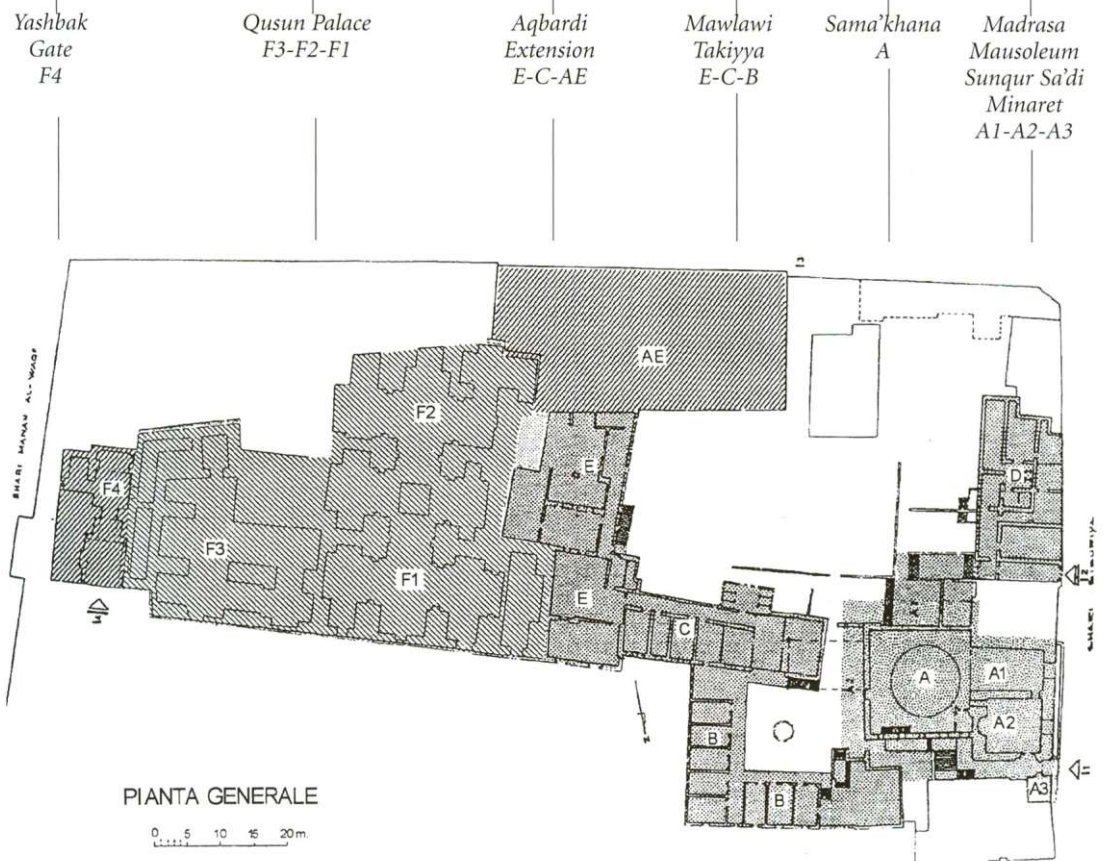 Yashbak
Gate
F4
Qusun Palace
F3-F2-F1
Aqbardi
Extension
E-C-AE
Mawlawi
Takiyya
E-C-B
Sama'khana
A
Madrasa
Mausoleum
Sunqur Sa'di
Minaret
A1-A2-A3
AE
F2
E
D
F4
F3
F1
E
C
A
A1
A2
B
B
A3
PIANTA GENERALE
0 5 10 15 20 m.